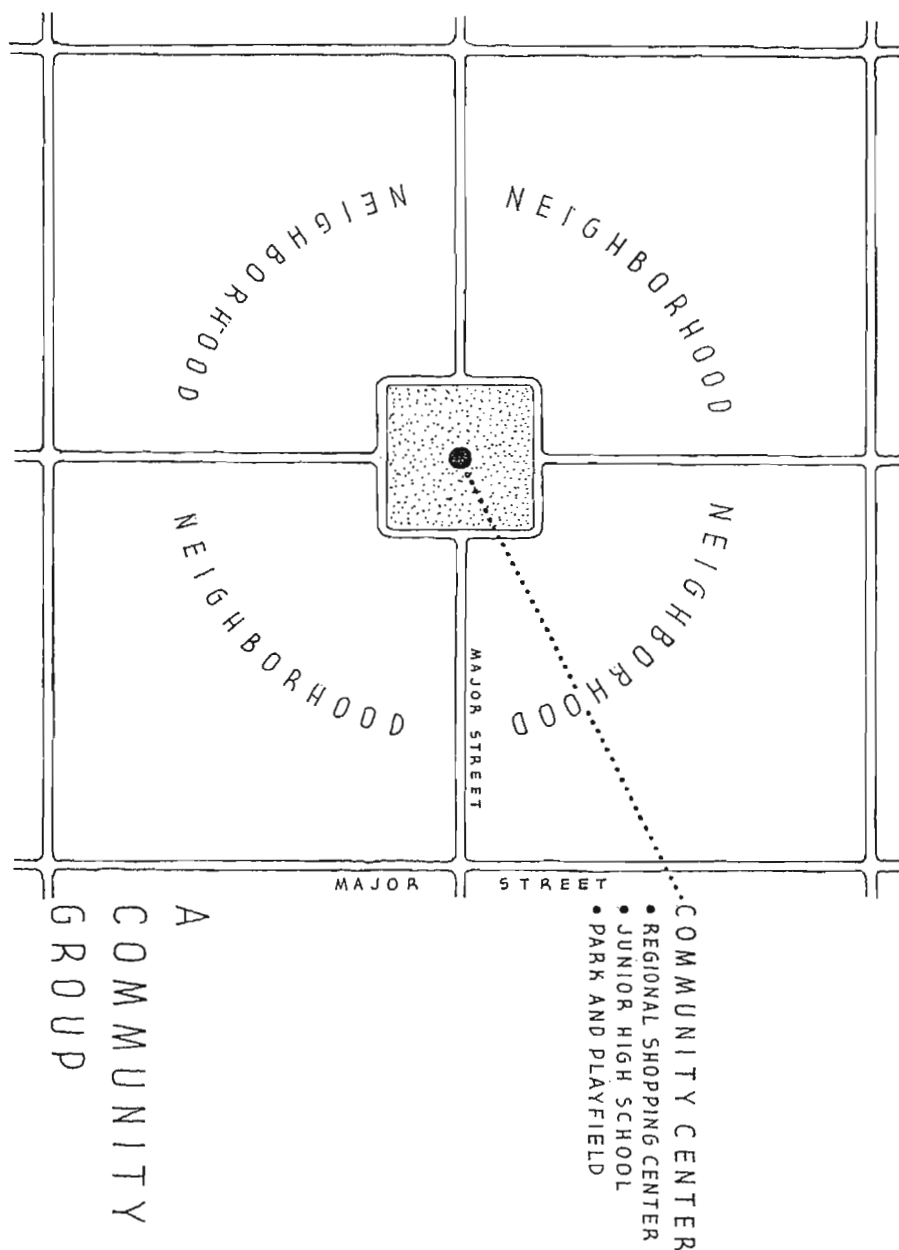 NEIGHBORHOOD
NEIGHBORHOOD
NEIGHBORHOOD
NEIGHBORHOOD
MAJOR STREET
MAJOR STREET
COMMUNITY CENTER
• REGIONAL SHOPPING CENTER
• JUNIOR HIGH SCHOOL
• PARK AND PLAYFIELD
A
COMMUNITY
GROUP